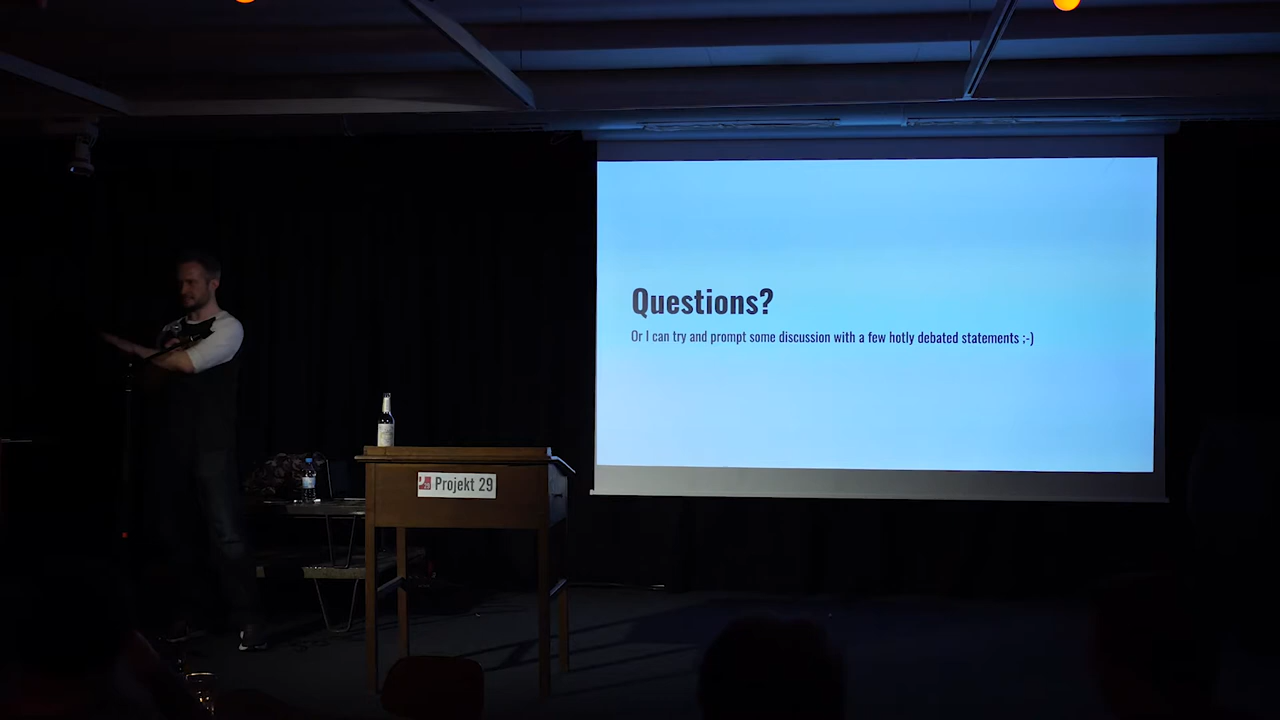 Questions?
Or I can try and prompt some discussion with a few hotly debated statements ;-)
Projekt 29